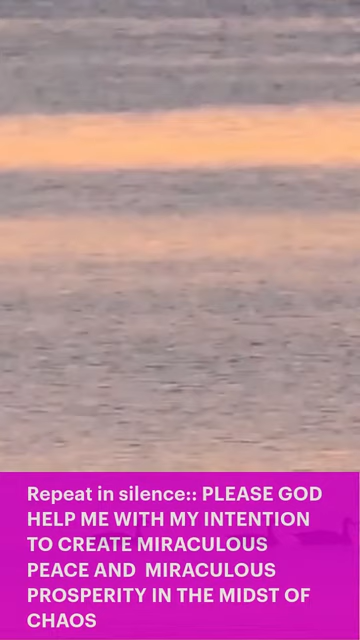 Repeat in silence:: PLEASE GOD
HELP ME WITH MY INTENTION
TO CREATE MIRACULOUS
PEACE AND  MIRACULOUS
PROSPERITY IN THE MIDST OF
CHAOS